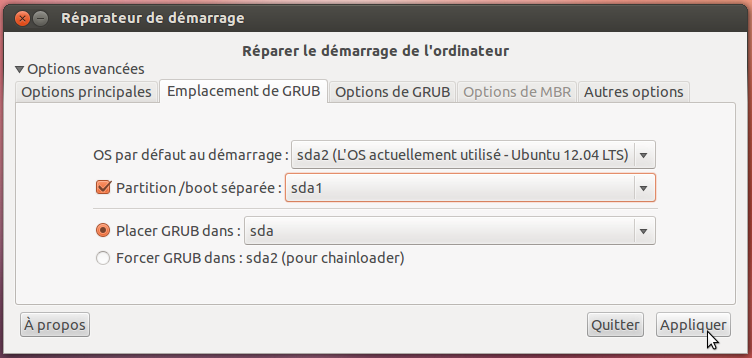 Réparateur de démarrage
Réparer le démarrage de l'ordinateur
Options avancées
Options principales Emplacement de GRUB Options de GRUB Options de MBR Autres options
OS par défaut au démarrage : sda2 (L'OS actuellement utilisé - Ubuntu 12.04 LTS)
Partition /boot séparée : sda1
Placer GRUB dans : sda
Forcer GRUB dans : sda2 (pour chainloader)
À propos Quitter Appliquer